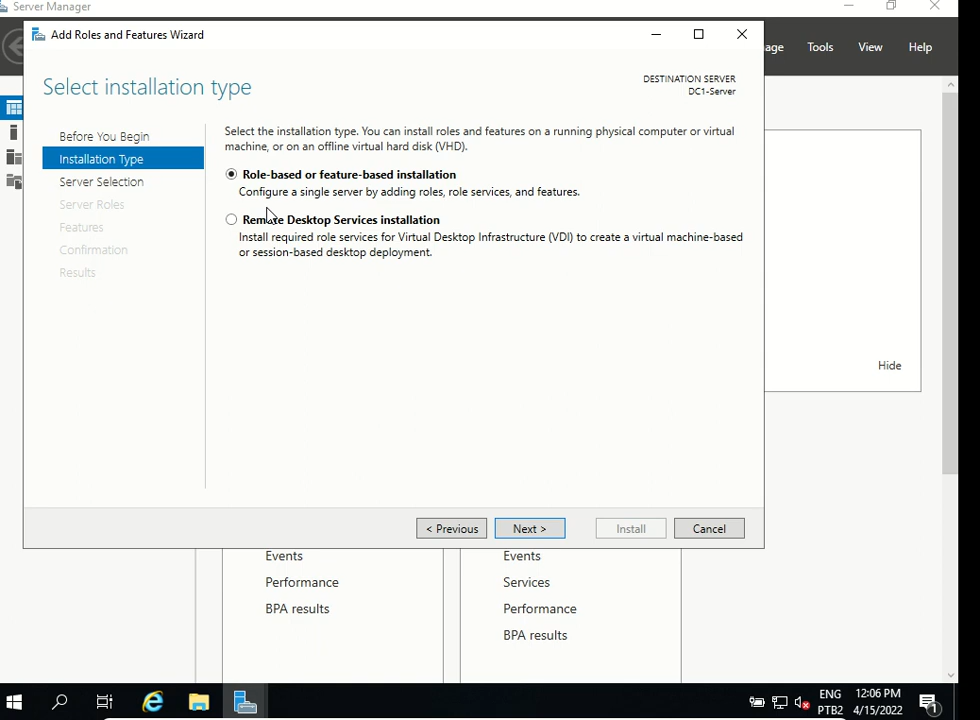 Server Manager
Add Roles and Features Wizard
age Tools View Help
Select installation type
DESTINATION SERVER
DC1-Server
Before You Begin
Installation Type
Server Selection
Server Roles
Features
Confirmation
Results
Select the installation type. You can install roles and features on a running physical computer or virtual
machine, or on an offline virtual hard disk (VHD).
Role-based or feature-based installation
Configure a single server by adding roles, role services, and features.
Remote Desktop Services installation
Install required role services for Virtual Desktop Infrastructure (VDI) to create a virtual machine-based
or session-based desktop deployment.
Hide
< Previous
Next >
Install
Cancel
Events
Performance
BPA results
Events
Services
Performance
BPA results
ENG
PTB2
12:06 PM
4/15/2022
1